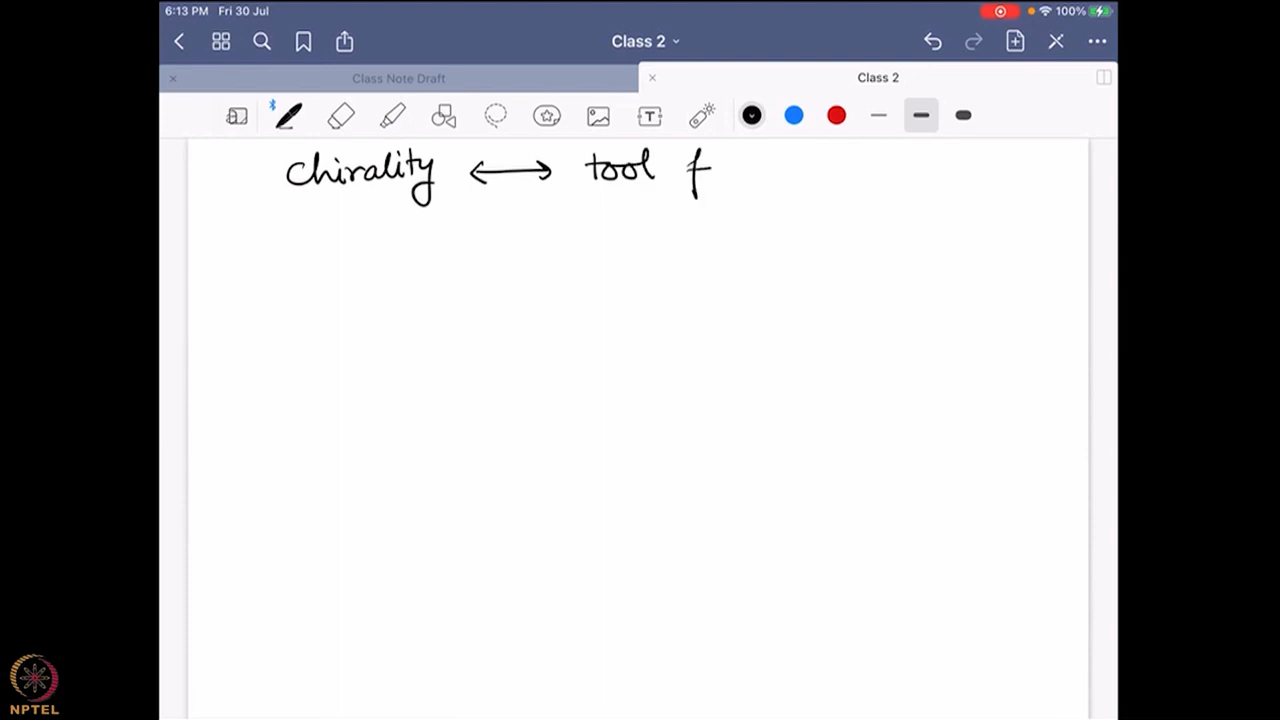 6:13 PM Fri 30 Jul 100%
Class 2
Class Note Draft Class 2
T
chirality ⟷ tool f
NPTEL